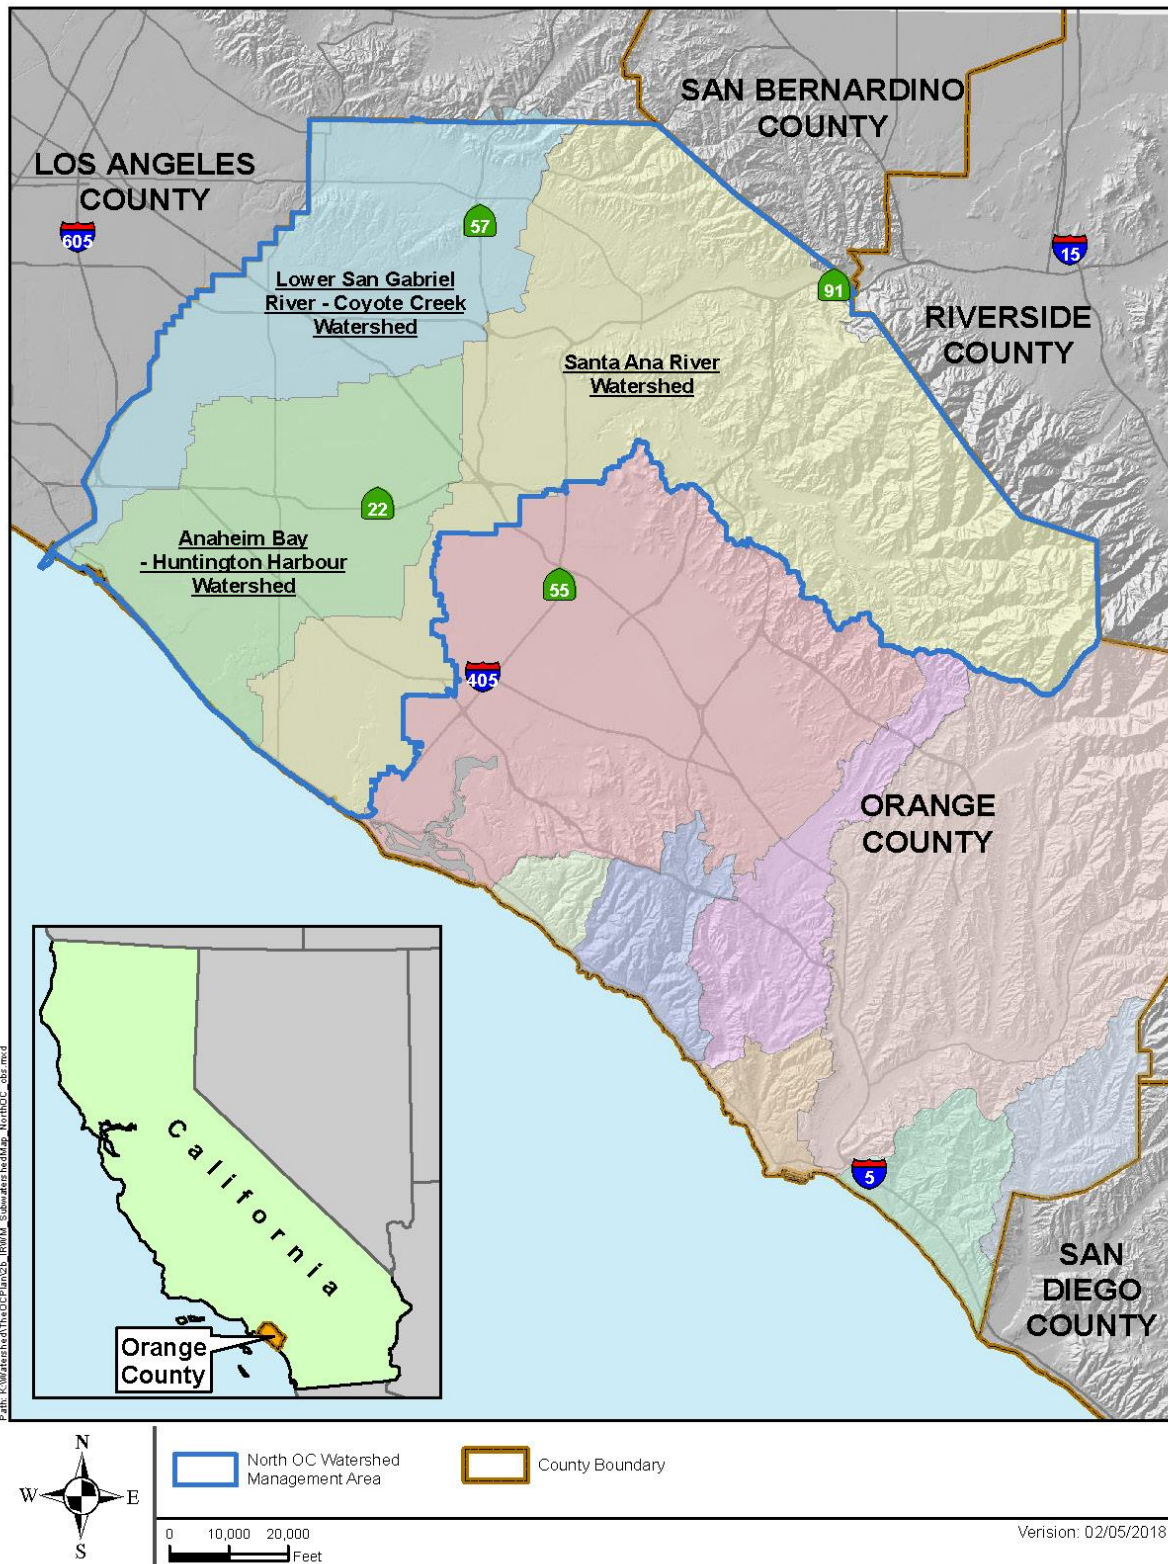 SAN BERNARDINO
COUNTY
LOS ANGELES
COUNTY
605
57
15
Lower San Gabriel
River - Coyote Creek
Watershed
91
RIVERSIDE
COUNTY
Santa Ana River
Watershed
22
Anaheim Bay
- Huntington Harbour
Watershed
55
405
ORANGE
COUNTY
5
SAN
DIEGO
COUNTY
California
Orange
County
N
W
E
S
North OC Watershed
Management Area
County Boundary
0 10,000 20,000
Feet
Verision: 02/05/2018